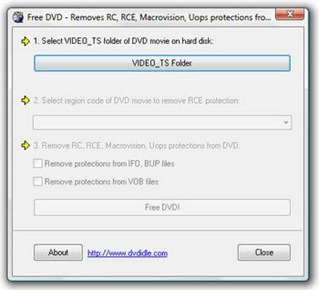 Free DVD - Removes RC, RCE, Macrovision, Uops protections fro...
1. Select VIDEO_TS folder of DVD movie on hard disk:
VIDEO_TS Folder
2. Select region code of DVD movie to remove RCE protection:
3. Remove RC, RCE, Macrovision, Uops protections from DVD.
Remove protections from IFO, BUP files
Remove protections from VOB files
Free DVD!
About
http://www.dvdidle.com
Close